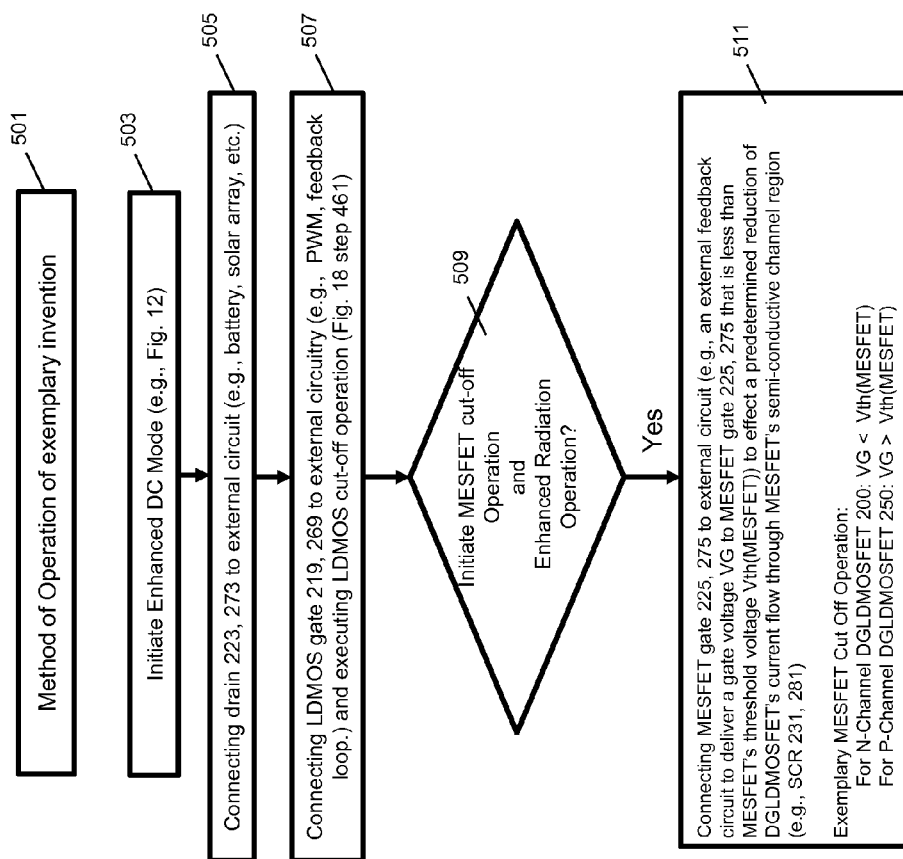 501
Method of Operation of exemplary invention
503
Initiate Enhanced DC Mode (e.g., Fig. 12)
505
Connecting drain 223, 273 to external circuit (e.g., battery, solar array, etc.)
507
Connecting LDMOS gate 219, 269 to external circuitry (e.g., PWM, feedback
loop.) and executing LDMOS cut-off operation (Fig. 18 step 461)
509
Initiate MESFET cut-off
Operation
and
Enhanced Radiation
Operation?
Yes
511
Connecting MESFET gate 225, 275 to external circuit (e.g., an external feedback
circuit to deliver a gate voltage VG to MESFET gate 225, 275 that is less than
MESFET's threshold voltage Vth(MESFET)) to effect a predetermined reduction of
DGLDMOSFET's current flow through MESFET's semi-conductive channel region
(e.g., SCR 231, 281)
Exemplary MESFET Cut Off Operation:
For N-Channel DGLDMOSFET 200: VG < Vth(MESFET)
For P-Channel DGLDMOSFET 250: VG > Vth(MESFET)